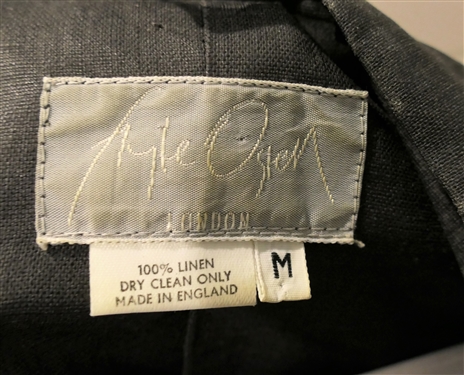 LONDON
100% LINEN
DRY CLEAN ONLY
MADE IN ENGLAND
M